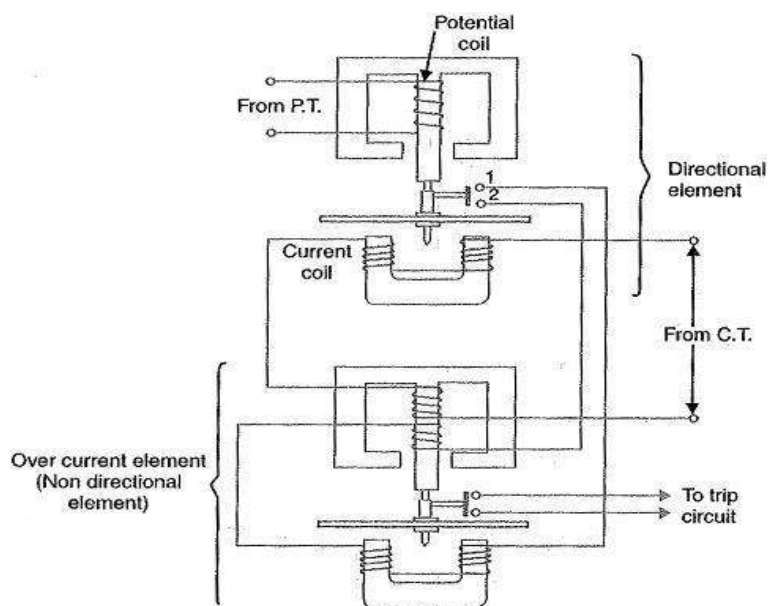 Potential
coil
From P.T.
1
2
Directional
element
Current
coil
From C.T.
Over current element
(Non directional
element)
To trip
circuit